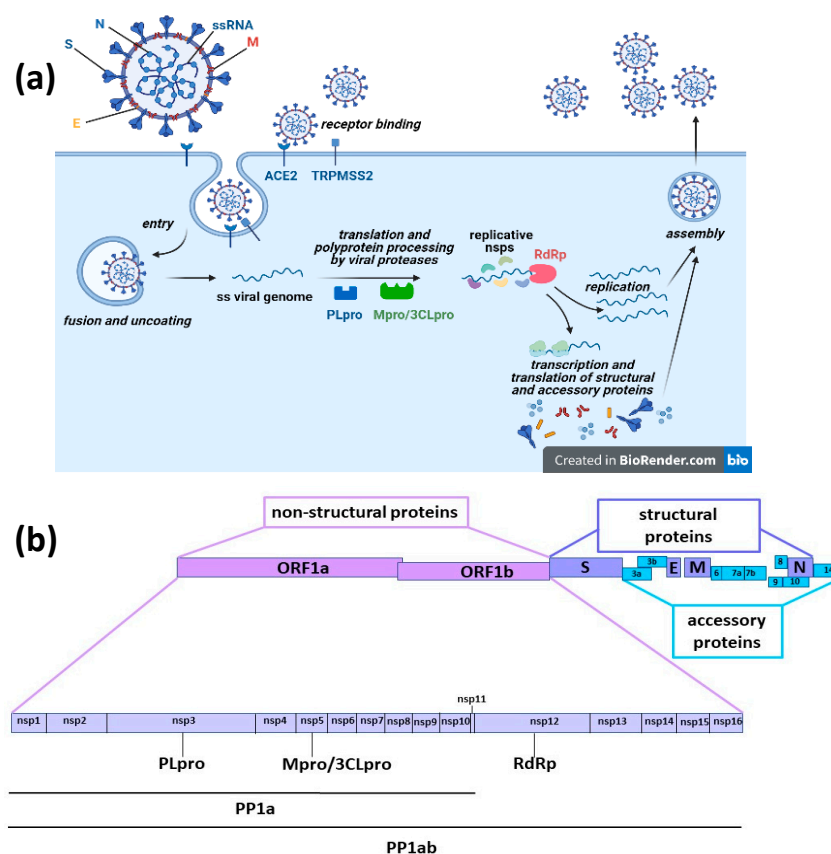 (a)
N
ssRNA
S
M
E
receptor binding
ACE2
TRPMSS2
entry
fusion and uncoating
ss viral genome
translation and
polyprotein processing
by viral proteases
PLpro
Mpro/3CLpro
replicative
nsps
RdRp
replication
assembly
transcription and
translation of structural
and accessory proteins
Created in BioRender.com bio
(b)
non-structural proteins
structural
proteins
ORF1a
ORF1b
S
3a
3b
E
M
6
7a
7b
8
9
10
N
14
accessory
proteins
nsp11
nsp1
nsp2
nsp3
nsp4
nsp5
nsp6
nsp7
nsp8
nsp9
nsp10
nsp12
nsp13
nsp14
nsp15
nsp16
PLpro
Mpro/3CLpro
RdRp
PP1a
PP1ab